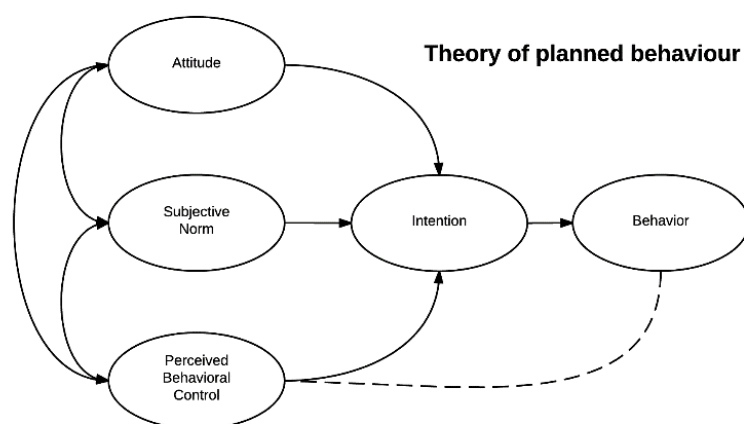 Theory of planned behaviour
Attitude
Subjective
Norm
Intention
Behavior
Perceived
Behavioral
Control